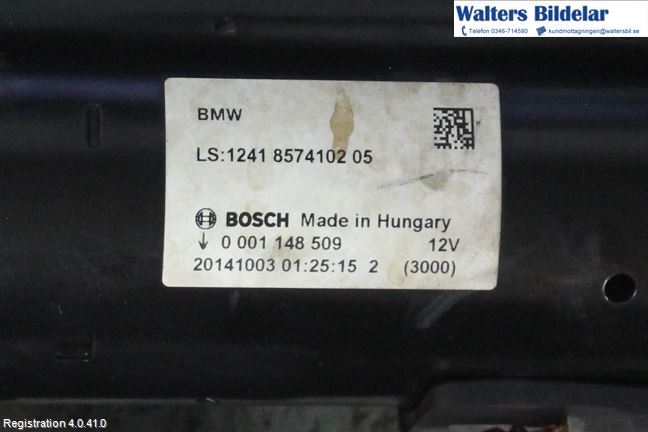 Walters Bildelar
Telefon 0346-714580 kundmottagningen@waltersbil.se
BMW
LS:1241 8574102 05
BOSCH Made in Hungary
0 001 148 509 12V
20141003 01:25:15 2 (3000)
Registration 4.0.41.0